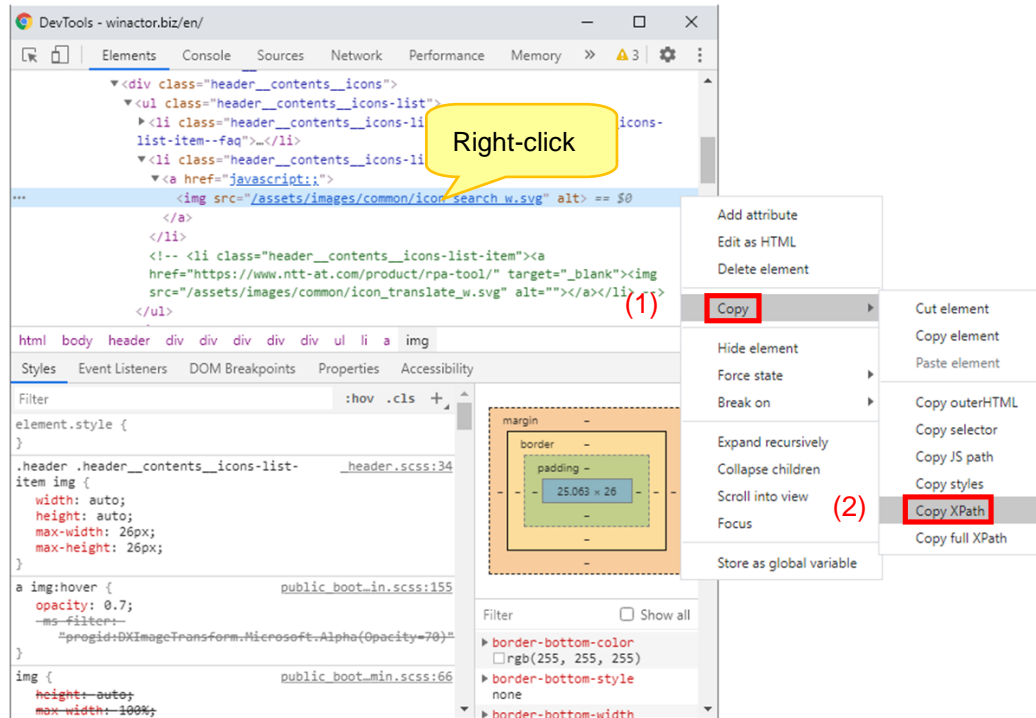 DevTools - winactor.biz/en/
Elements Console Sources Network Performance Memory » 3
▼<div class="header__contents__icons">
▼<ul class="header__contents__icons-list">
▶<li class="header__contents__icons-li icons-
list-item--faq">…</li>
▼<li class="header__contents__icons-li
▼<a href="javascript:;">
<img src="/assets/images/common/icon_search_w.svg" alt> == $0
</a>
</li>
<!-- <li class="header__contents__icons-list-item"><a
href="https://www.ntt-at.com/product/rpa-tool/" target="_blank"><img
src="/assets/images/common/icon_translate_w.svg" alt=""></a></li> -->
</ul>
Right-click
html body header div div div div div ul li a img
Styles Event Listeners DOM Breakpoints Properties Accessibility
Filter :hov .cls +
element.style {
}
.header .header__contents__icons-list- _header.scss:34
item img {
width: auto;
height: auto;
max-width: 26px;
max-height: 26px;
}
a img:hover { public_boot…in.scss:155
opacity: 0.7;
-ms-filter:
"progid:DXImageTransform.Microsoft.Alpha(Opacity=70)"
}
img { public_boot…min.scss:66
height: auto;
max-width: 100%;
margin –
border –
padding –
– – – 25.063 × 26 – – –
–
–
–
Filter Show all
▶border-bottom-color
rgb(255, 255, 255)
▶border-bottom-style
none
▶border-bottom-width
(1)
Add attribute
Edit as HTML
Delete element
Copy
Hide element
Force state
Break on
Expand recursively
Collapse children
Scroll into view
Focus
Store as global variable
(2)
Cut element
Copy element
Paste element
Copy outerHTML
Copy selector
Copy JS path
Copy styles
Copy XPath
Copy full XPath